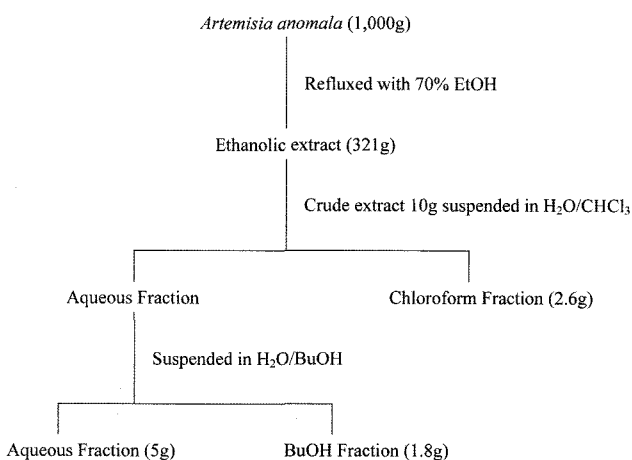 Artemisia anomala (1,000g)
Refluxed with 70% EtOH
Ethanolic extract (321g)
Crude extract 10g suspended in H₂O/CHCl₃
Aqueous Fraction
Chloroform Fraction (2.6g)
Suspended in H₂O/BuOH
Aqueous Fraction (5g)
BuOH Fraction (1.8g)